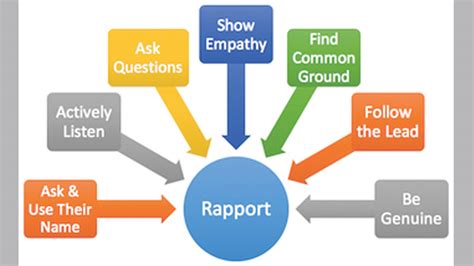 Show
Empathy
Ask
Questions
Find
Common
Ground
Actively
Listen
Follow
the Lead
Ask &
Use Their
Name
Rapport
Be
Genuine